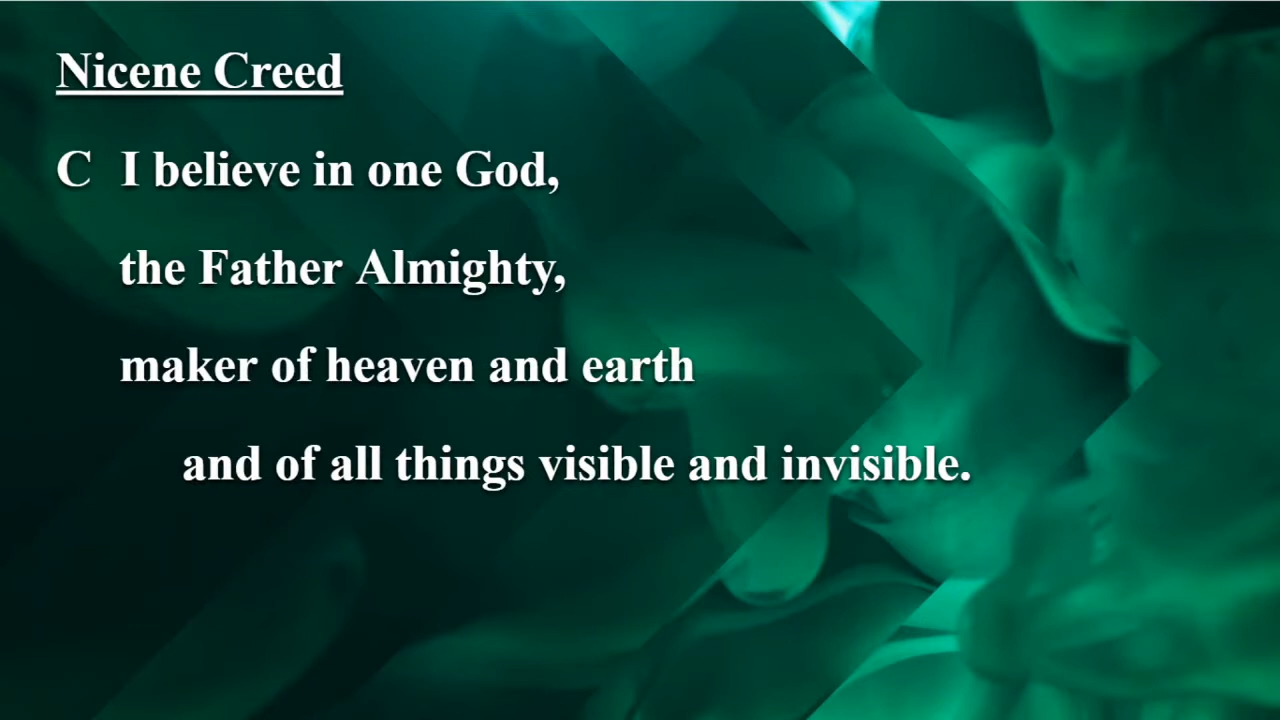 Nicene Creed
C I believe in one God,
the Father Almighty,
maker of heaven and earth
and of all things visible and invisible.